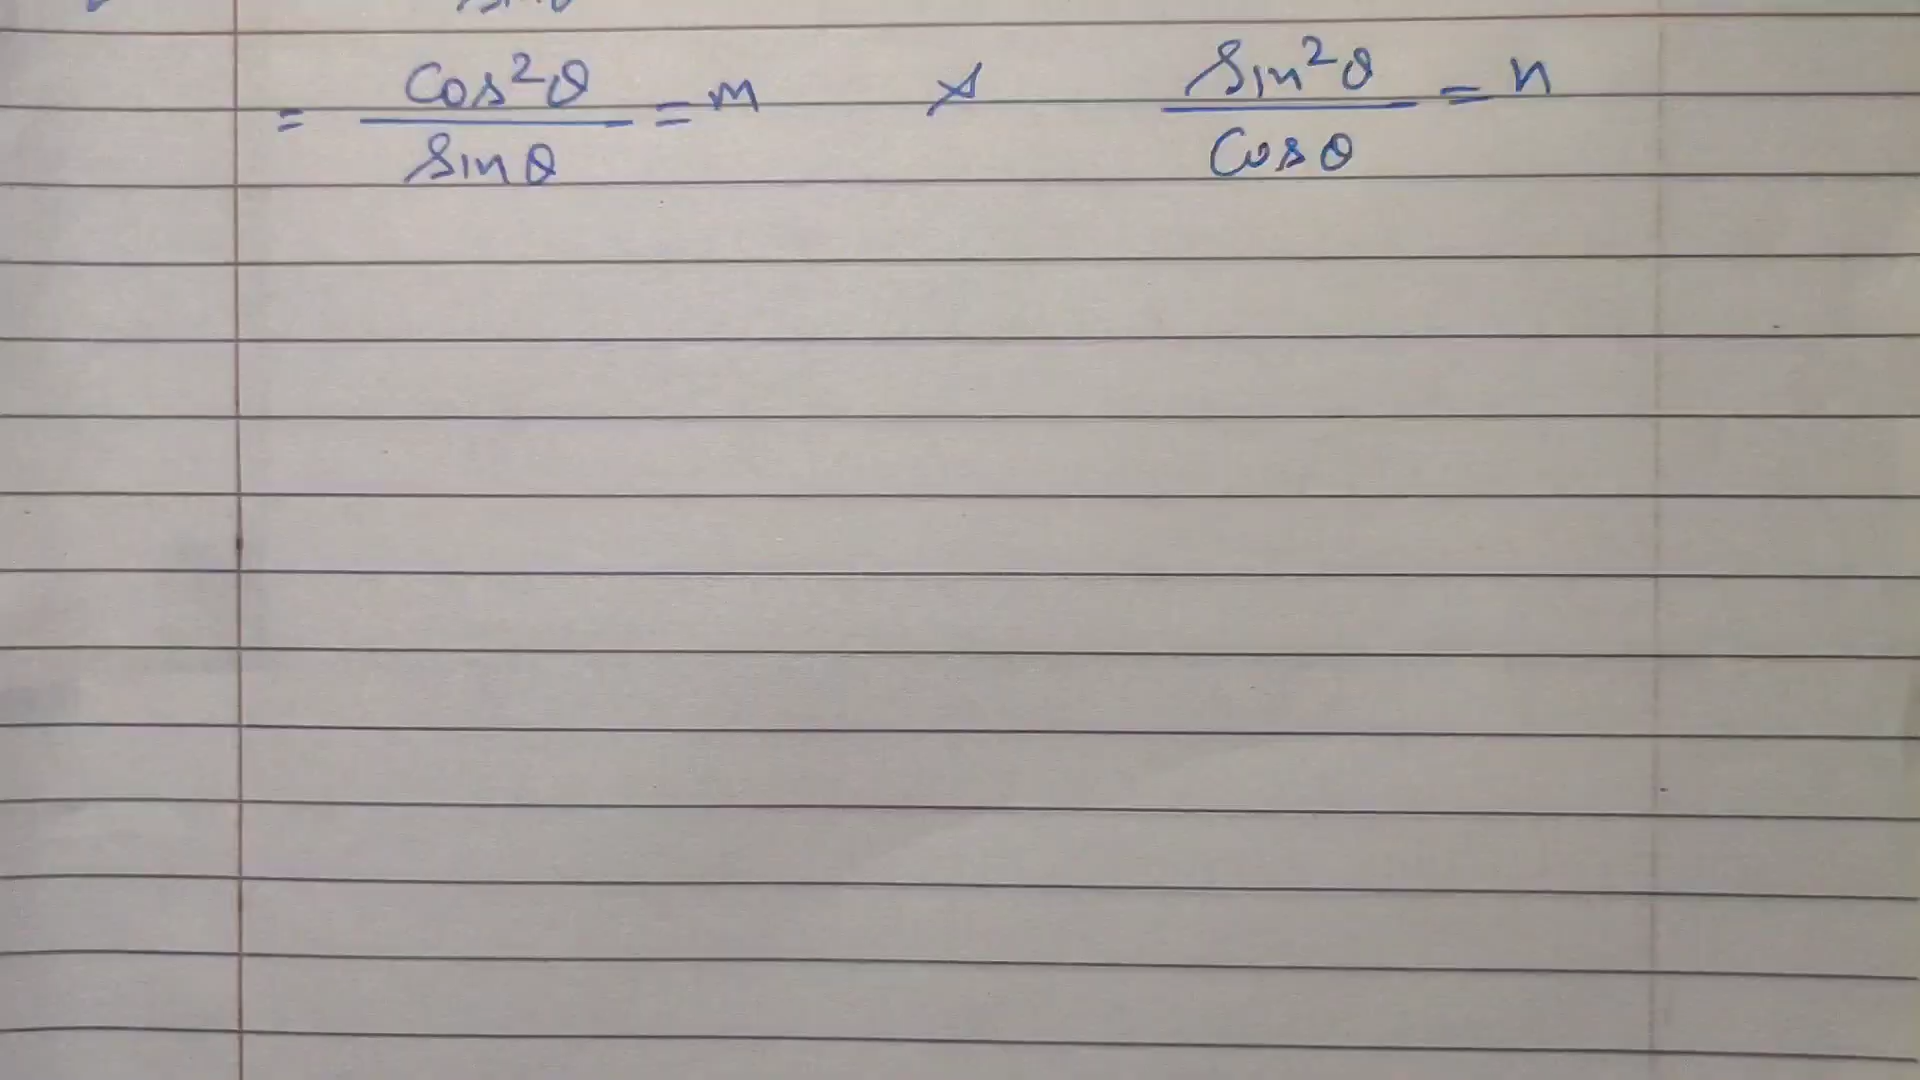 = Cos²θ / Sinθ = m & Sin²θ / Cosθ = n